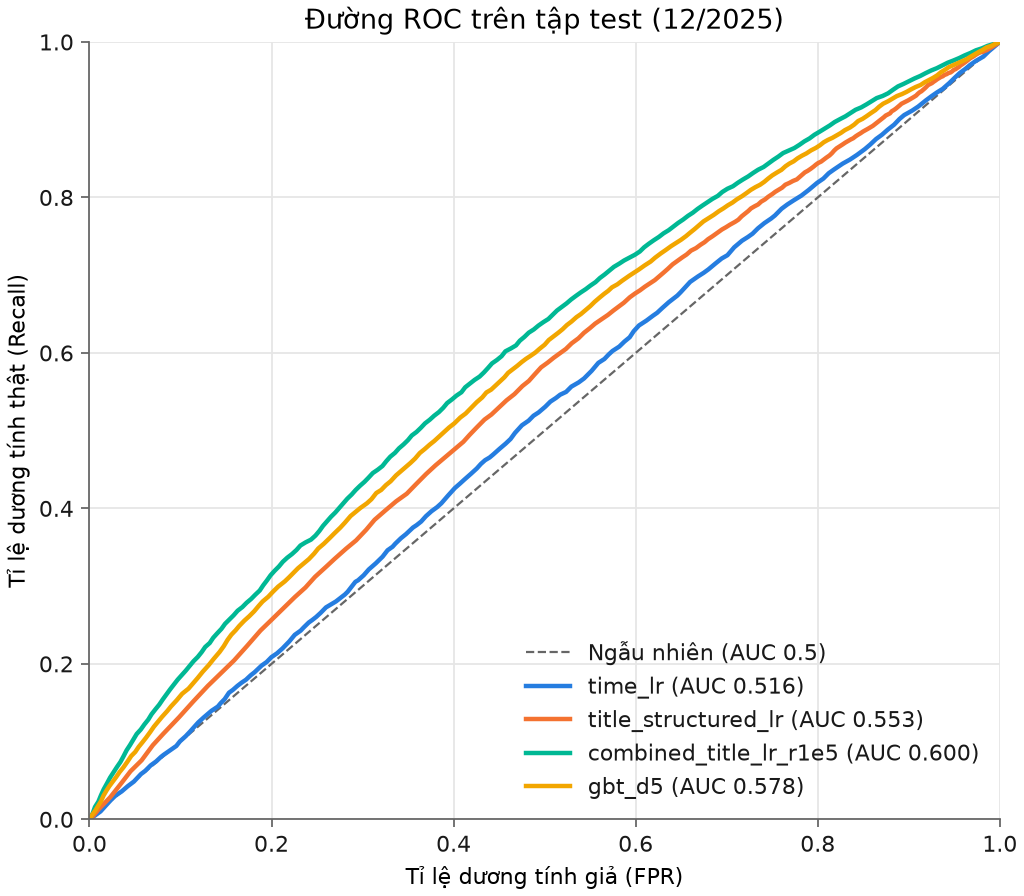 Đường ROC trên tập test (12/2025)
Tỉ lệ dương tính thật (Recall)
1.0
0.8
0.6
0.4
0.2
0.0
Ngẫu nhiên (AUC 0.5)
time_lr (AUC 0.516)
title_structured_lr (AUC 0.553)
combined_title_lr_r1e5 (AUC 0.600)
gbt_d5 (AUC 0.578)
0.0 0.2 0.4 0.6 0.8 1.0
Tỉ lệ dương tính giả (FPR)